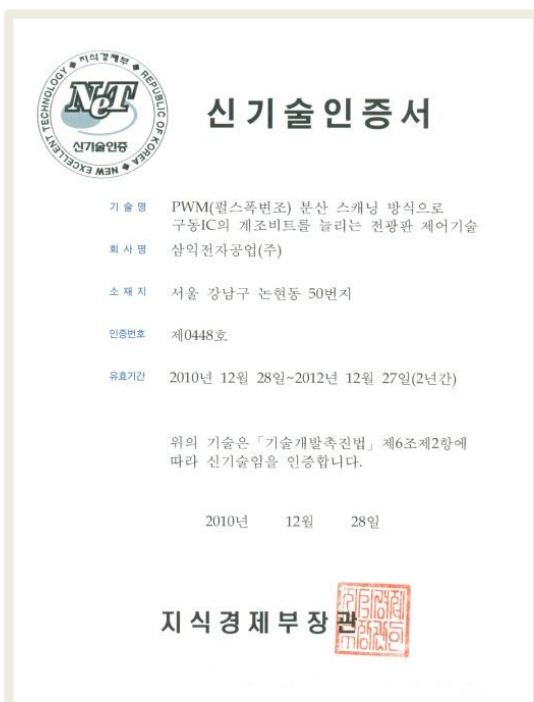 지식경제부
NEW EXCELLENT TECHNOLOGY
REPUBLIC OF KOREA
NeT
신기술인증
신기술인증서
기 술 명 PWM(펄스폭변조) 분산 스캐닝 방식으로
구동IC의 계조비트를 늘리는 전광판 제어기술
회 사 명 삼익전자공업(주)
소 재 지 서울 강남구 논현동 50번지
인증번호 제0448호
유효기간 2010년 12월 28일~2012년 12월 27일(2년간)
위의 기술은「기술개발촉진법」제6조제2항에
따라 신기술임을 인증합니다.
2010년 12월 28일
지식경제부장관